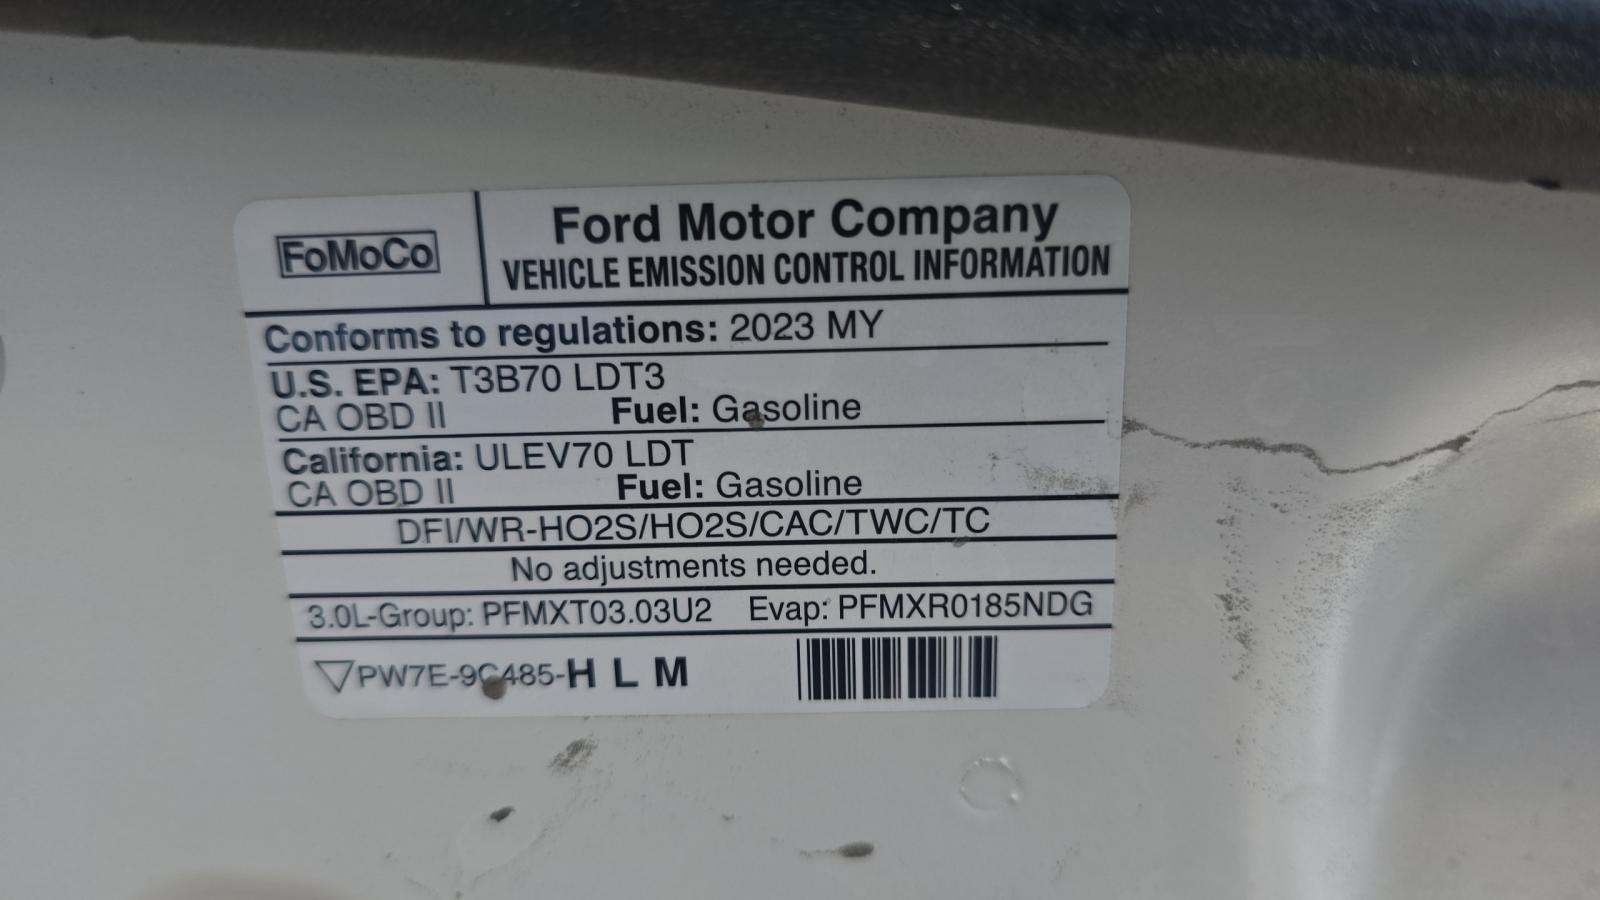 FoMoCo
Ford Motor Company
VEHICLE EMISSION CONTROL INFORMATION
Conforms to regulations: 2023 MY
U.S. EPA: T3B70 LDT3
CA OBD II Fuel: Gasoline
California: ULEV70 LDT
CA OBD II Fuel: Gasoline
DFI/WR-HO2S/HO2S/CAC/TWC/TC
No adjustments needed.
3.0L-Group: PFMXT03.03U2 Evap: PFMXR0185NDG
PW7E-9C485-H L M